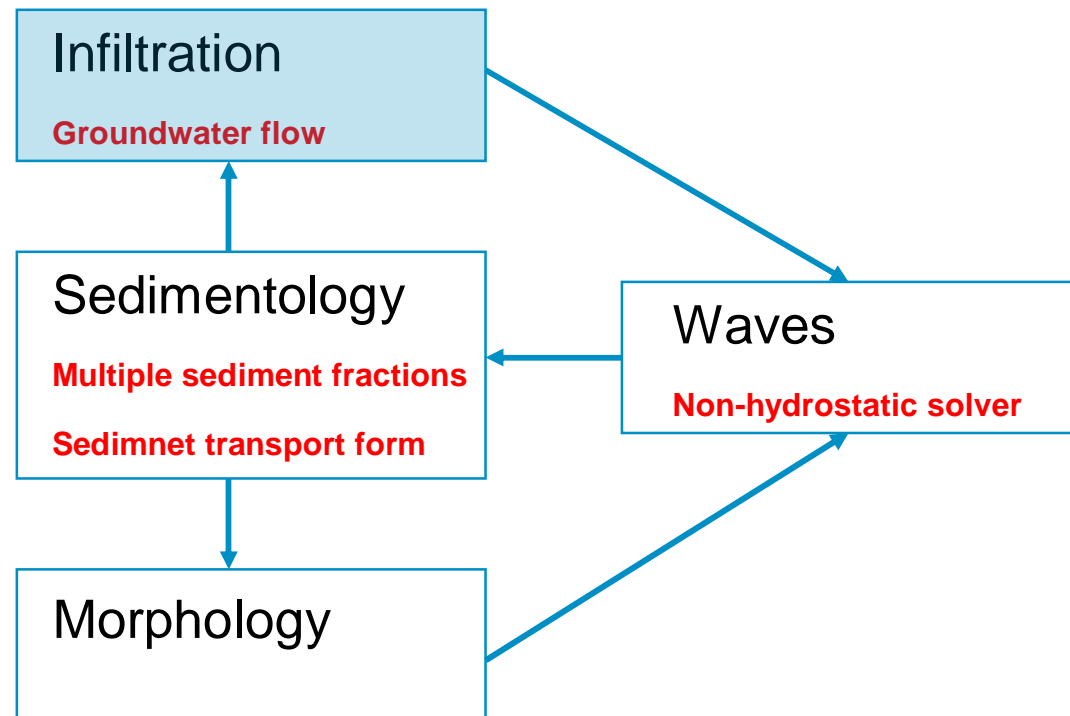 Infiltration
Groundwater flow
Sedimentology
Multiple sediment fractions
Sedimnet transport form
Waves
Non-hydrostatic solver
Morphology